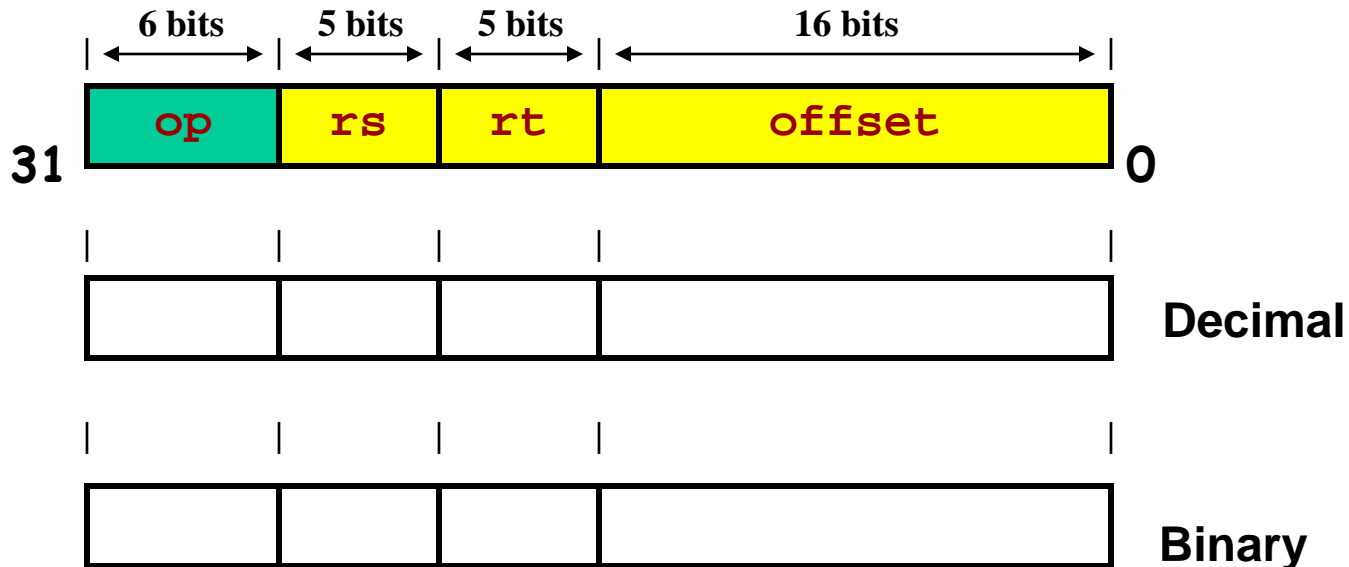 6 bits 5 bits 5 bits 16 bits
op rs rt offset
31 0
Decimal
Binary